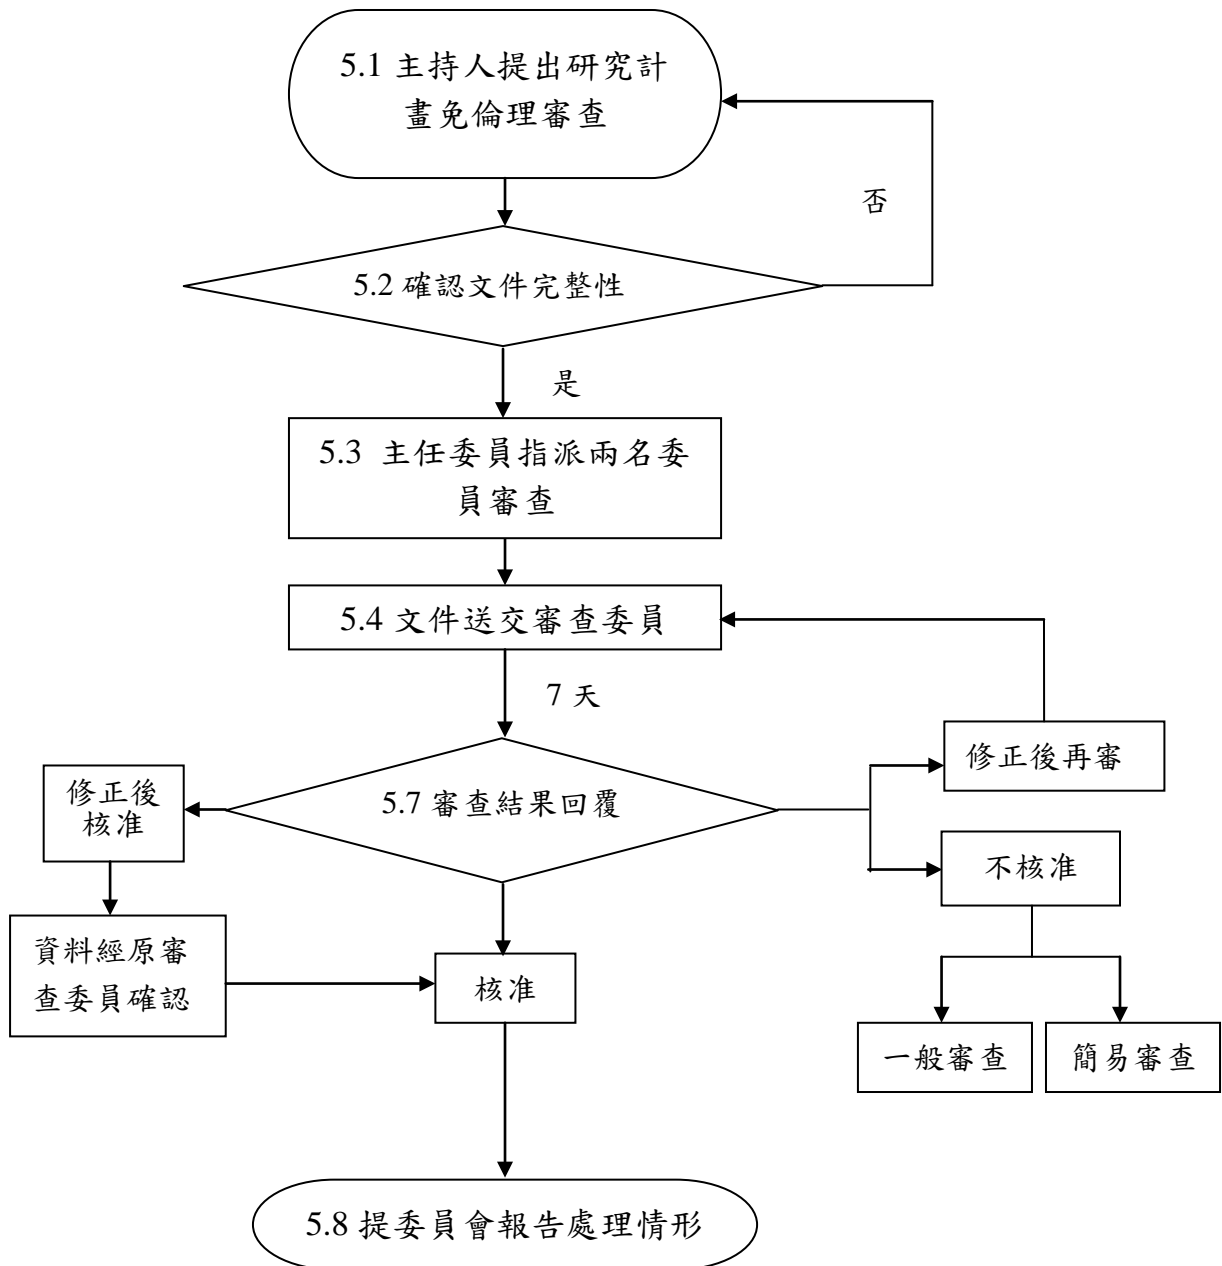 5.1 主持人提出研究計
畫免倫理審查
否
5.2 確認文件完整性
是
5.3 主任委員指派兩名委
員審查
5.4 文件送交審查委員
7 天
修正後再審
修正後
核准
5.7 審查結果回覆
不核准
資料經原審
查委員確認
核准
一般審查
簡易審查
5.8 提委員會報告處理情形